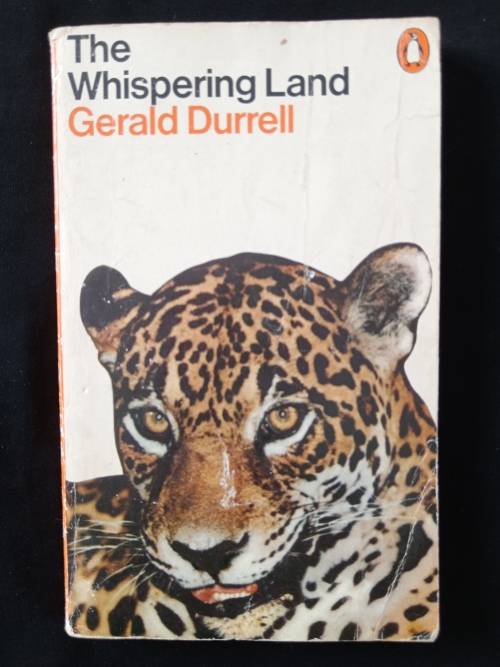 The
Whispering Land
Gerald Durrell